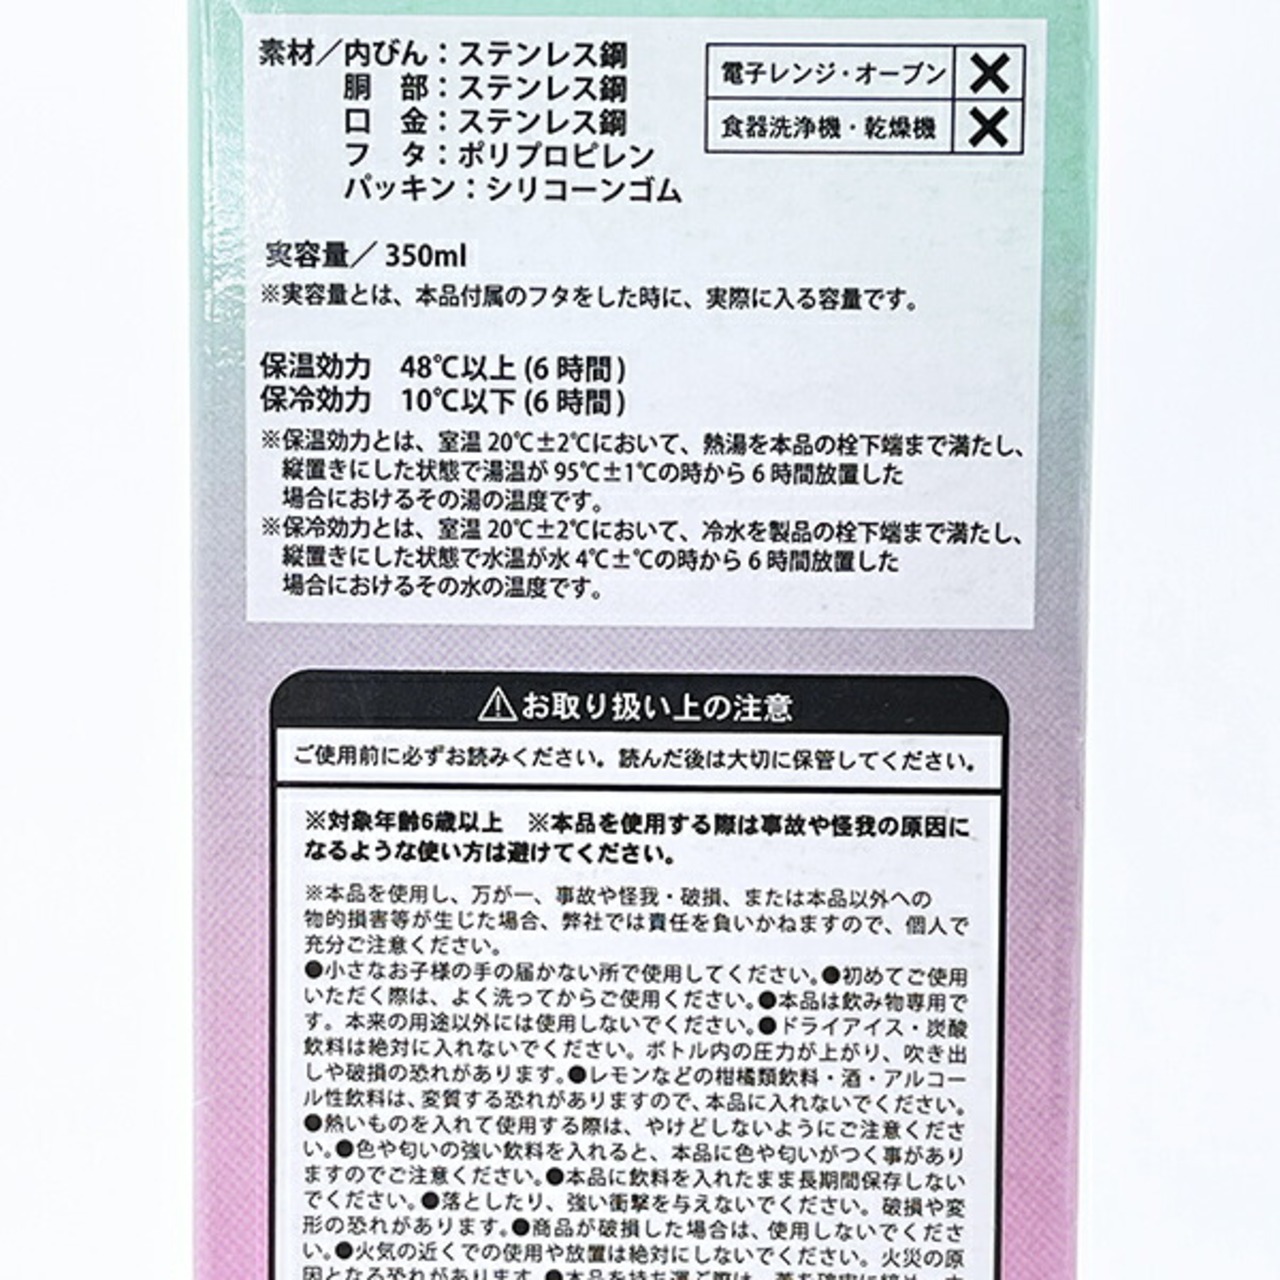 素材／内びん：ステンレス鋼
胴　部：ステンレス鋼
口　金：ステンレス鋼
フ　タ：ポリプロピレン
パッキン：シリコーンゴム
電子レンジ・オーブン ✕
食器洗浄機・乾燥機 ✕
実容量／350ml
※実容量とは、本品付属のフタをした時に、実際に入る容量です。
保温効力　48℃以上(6時間)
保冷効力　10℃以下(6時間)
※保温効力とは、室温20℃±2℃において、熱湯を本品の栓下端まで満たし、
縦置きにした状態で湯温が95℃±1℃の時から6時間放置した
場合におけるその湯の温度です。
※保冷効力とは、室温20℃±2℃において、冷水を製品の栓下端まで満たし、
縦置きにした状態で水温が水4℃±℃の時から6時間放置した
場合におけるその水の温度です。
⚠お取り扱い上の注意
ご使用前に必ずお読みください。読んだ後は大切に保管してください。
※対象年齢6歳以上　※本品を使用する際は事故や怪我の原因に
なるような使い方は避けてください。
※本品を使用し、万が一、事故や怪我・破損、または本品以外への
物的損害等が生じた場合、弊社では責任を負いかねますので、個人で
充分ご注意ください。
●小さなお子様の手の届かない所で使用してください。●初めてご使用
いただく際は、よく洗ってからご使用ください。●本品は飲み物専用で
す。本来の用途以外には使用しないでください。●ドライアイス・炭酸
飲料は絶対に入れないでください。ボトル内の圧力が上がり、吹き出
しや破損の恐れがあります。●レモンなどの柑橘類飲料・酒・アルコー
ル性飲料は、変質する恐れがありますので、本品に入れないでください。
●熱いものを入れて使用する際は、やけどしないようにご注意くださ
い。●色や匂いの強い飲料を入れると、本品に色や匂いがつく事があり
ますのでご注意ください。●本品に飲料を入れたまま長期間保存しない
でください。●落としたり、強い衝撃を与えないでください。破損や変
形の恐れがあります。●商品が破損した場合は、使用しないでくださ
い。●火気の近くでの使用や放置は絶対にしないでください。火災の原
因となる恐れがあります。●本品を持ち運ぶ際は、蓋を確実に締め、